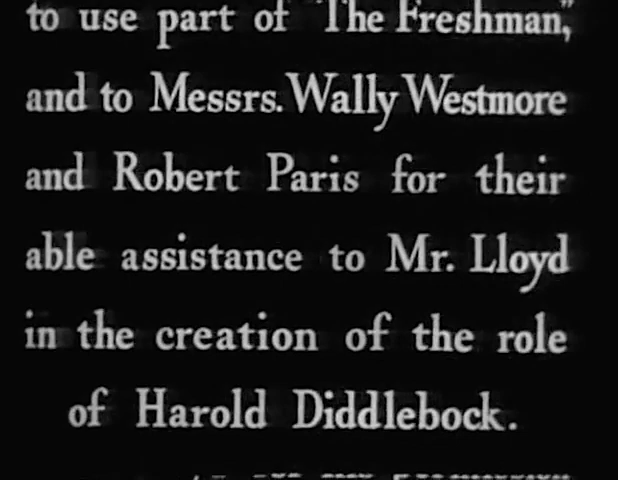 to use part of "The Freshman,"
and to Messrs. Wally Westmore
and Robert Paris for their
able assistance to Mr. Lloyd
in the creation of the role
of Harold Diddlebock.